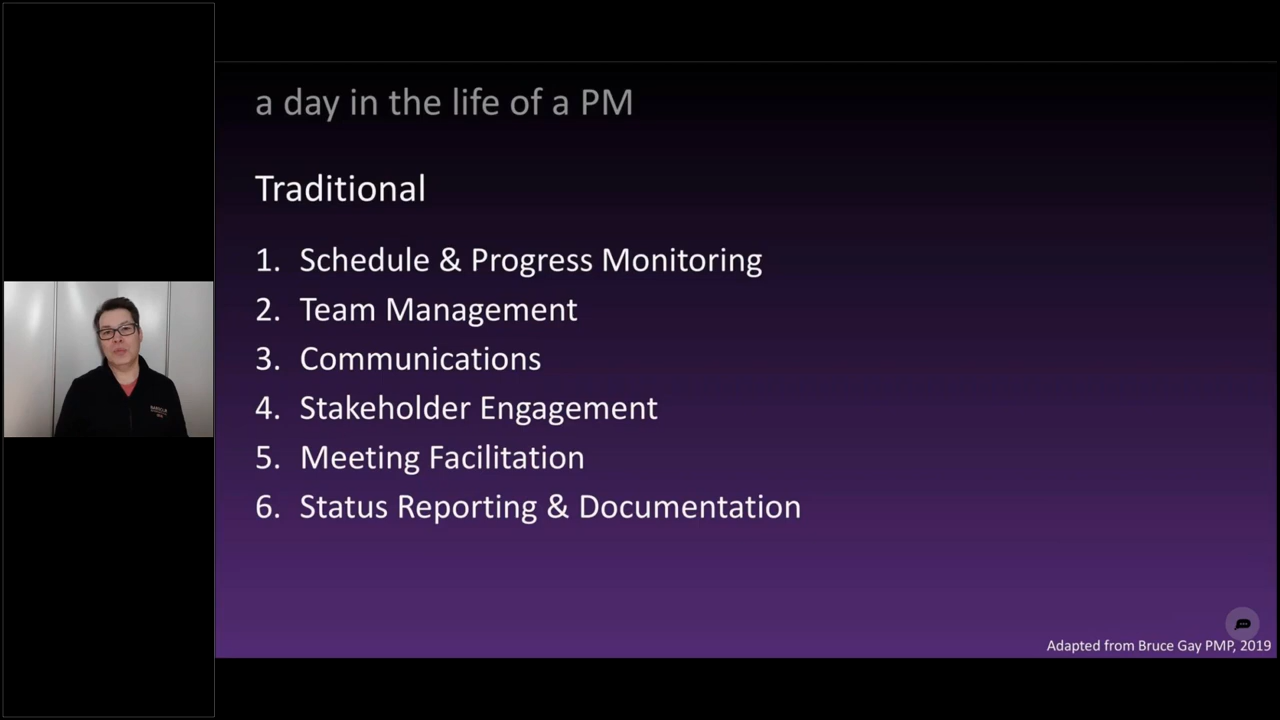 a day in the life of a PM
Traditional
1. Schedule & Progress Monitoring
2. Team Management
3. Communications
4. Stakeholder Engagement
5. Meeting Facilitation
6. Status Reporting & Documentation
Adapted from Bruce Gay PMP, 2019